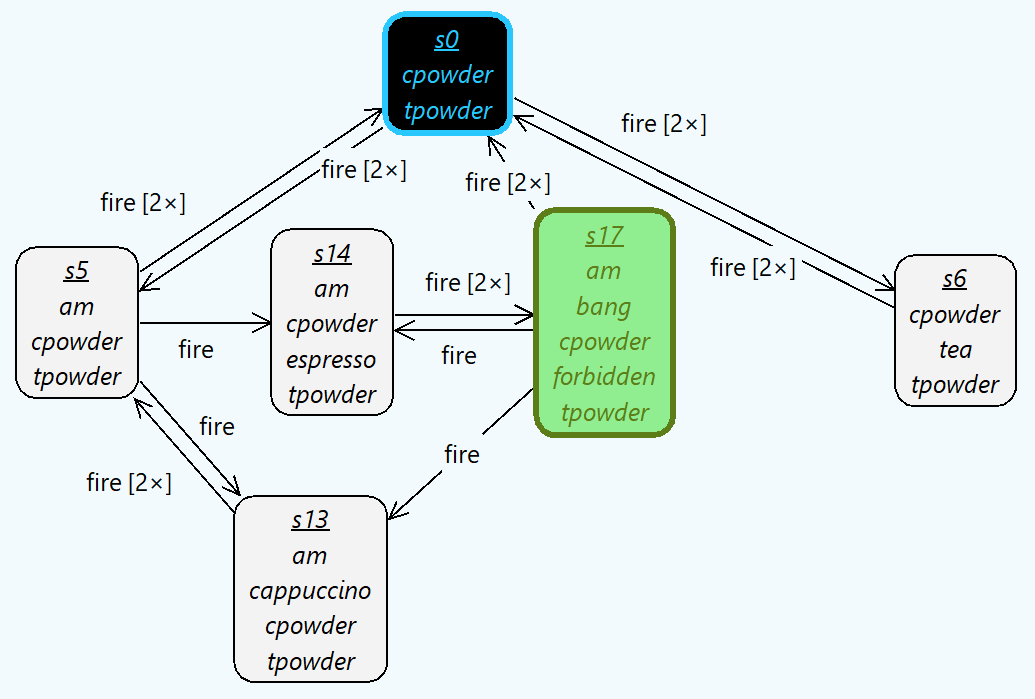 s0
cpowder
tpowder
fire [2×]
fire [2×]
fire [2×]
fire [2×]
fire [2×]
s5
am
cpowder
tpowder
s14
am
cpowder
espresso
tpowder
s17
am
bang
cpowder
forbidden
tpowder
s6
cpowder
tea
tpowder
fire [2×]
fire
fire
fire
fire
fire [2×]
s13
am
cappuccino
cpowder
tpowder